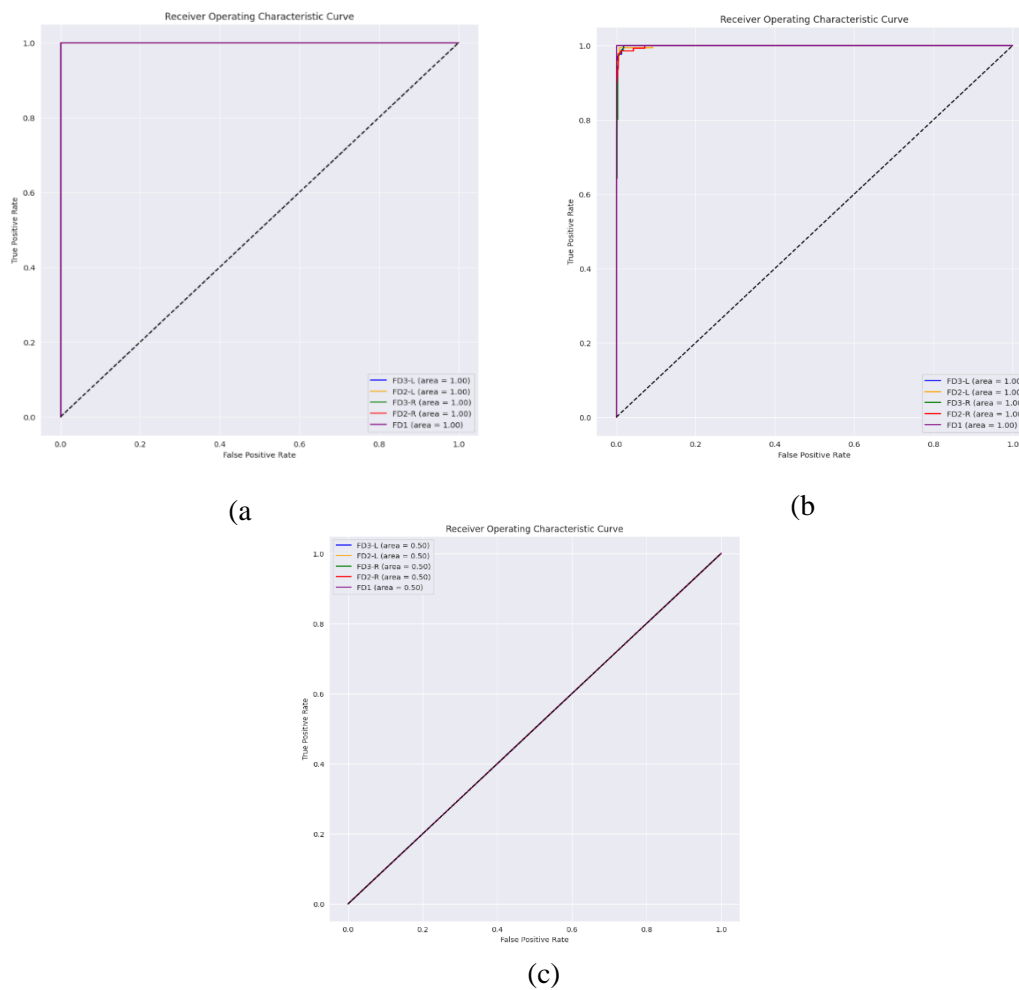 Receiver Operating Characteristic Curve
1.0
0.8
0.6
0.4
0.2
0.0
True Positive Rate
FD3-L (area = 1.00)
FD2-L (area = 1.00)
FD3-R (area = 1.00)
FD2-R (area = 1.00)
FD1 (area = 1.00)
0.0 0.2 0.4 0.6 0.8 1.0
False Positive Rate
(a
Receiver Operating Characteristic Curve
1.0
0.8
0.6
0.4
0.2
0.0
True Positive Rate
FD3-L (area = 1.00
FD2-L (area = 1.00
FD3-R (area = 1.00
FD2-R (area = 1.00
FD1 (area = 1.00)
0.0 0.2 0.4 0.6 0.8 1.0
False Positive Rate
(b
Receiver Operating Characteristic Curve
FD3-L (area = 0.50)
FD2-L (area = 0.50)
FD3-R (area = 0.50)
FD2-R (area = 0.50)
FD1 (area = 0.50)
1.0
0.8
0.6
0.4
0.2
0.0
True Positive Rate
0.0 0.2 0.4 0.6 0.8 1.0
False Positive Rate
(c)